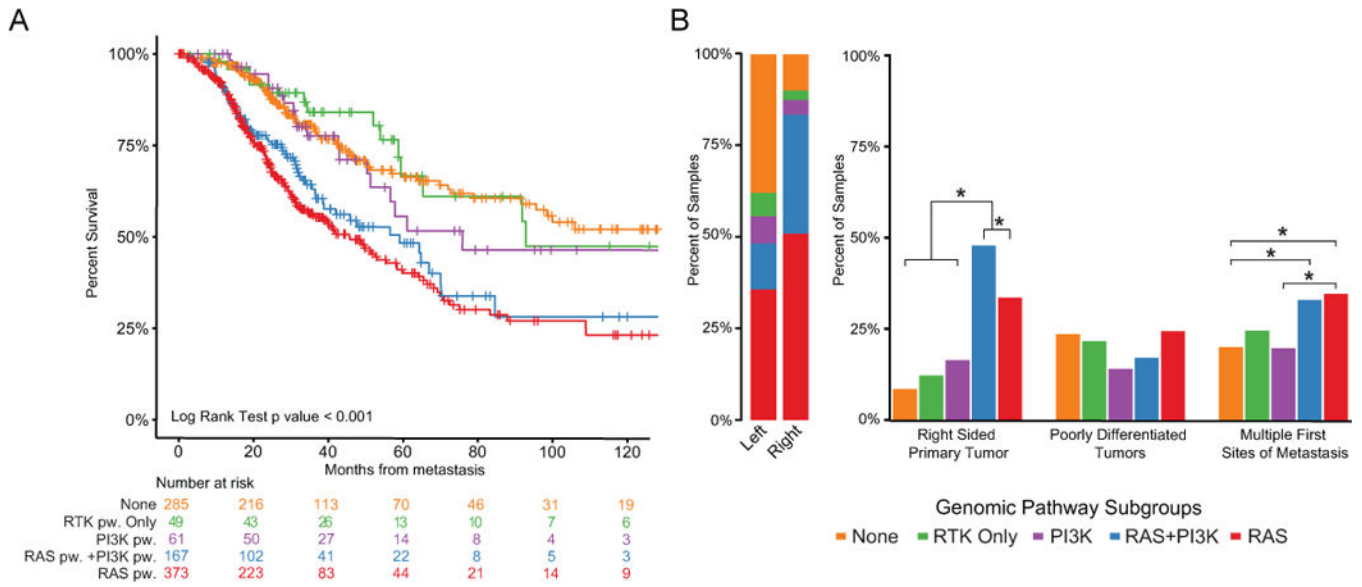 A
100%
75%
50%
25%
0%
Percent Survival
Log Rank Test p value < 0.001
0 20 40 60 80 100 120
Months from metastasis
Number at risk
None 285 216 113 70 46 31 19
RTK pw. Only 49 43 26 13 10 7 6
PI3K pw. 61 50 27 14 8 4 3
RAS pw. +PI3K pw. 167 102 41 22 8 5 3
RAS pw. 373 223 83 44 21 14 9
B
100%
75%
50%
25%
0%
Percent of Samples
Left
Right
100%
75%
50%
25%
0%
Percent of Samples
*
*
*
*
*
Right Sided
Primary Tumor
Poorly Differentiated
Tumors
Multiple First
Sites of Metastasis
Genomic Pathway Subgroups
None RTK Only PI3K RAS+PI3K RAS